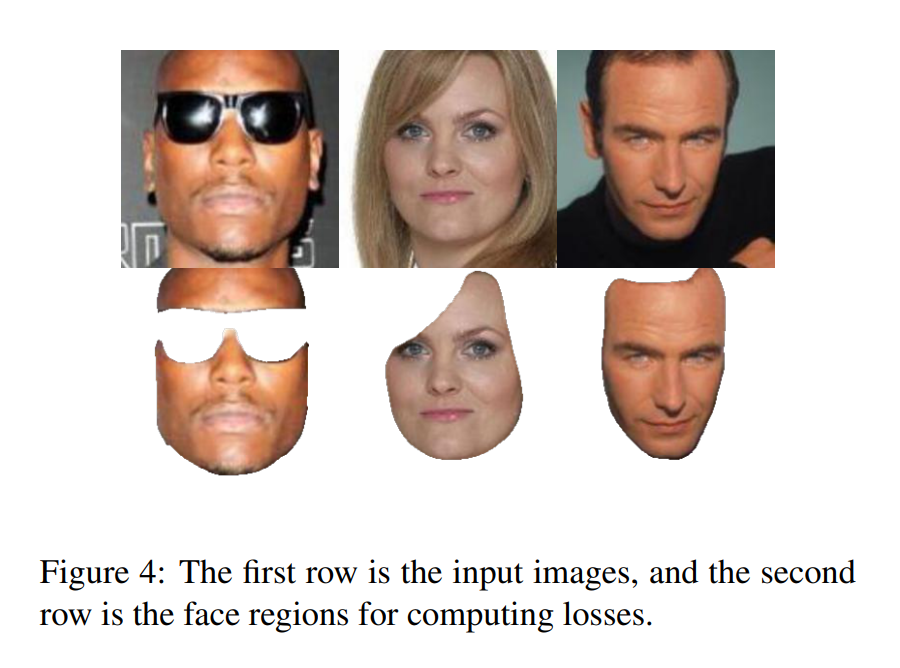 Figure 4: The first row is the input images, and the second
row is the face regions for computing losses.